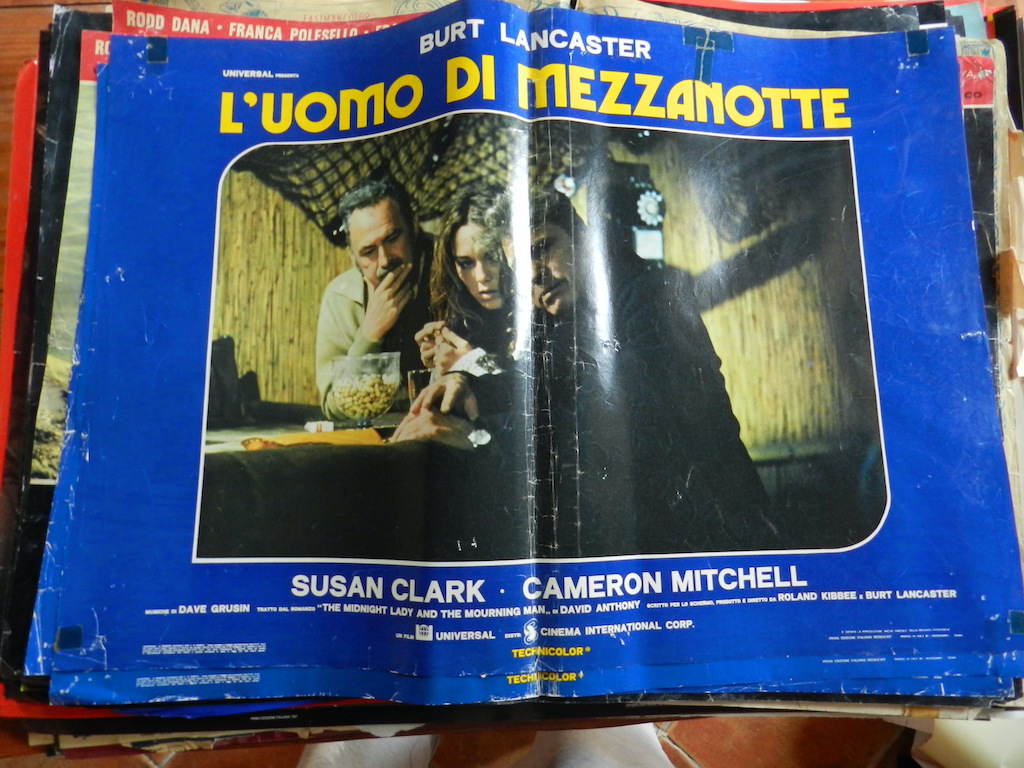 RODD DANA · FRANCA POLESELLO
EASTMANCOLOR
BURT LANCASTER
UNIVERSAL PRESENTA
L'UOMO DI MEZZANOTTE
SUSAN CLARK · CAMERON MITCHELL
MUSICHE DI DAVE GRUSIN TRATTO DAL ROMANZO "THE MIDNIGHT LADY AND THE MOURNING MAN" DI DAVID ANTHONY SCRITTO PER LO SCHERMO, PRODOTTO E DIRETTO DA ROLAND KIBBEE E BURT LANCASTER
UN FILM UNIVERSAL DISTR. CINEMA INTERNATIONAL CORP.
TECHNICOLOR®
TECHNICOLOR